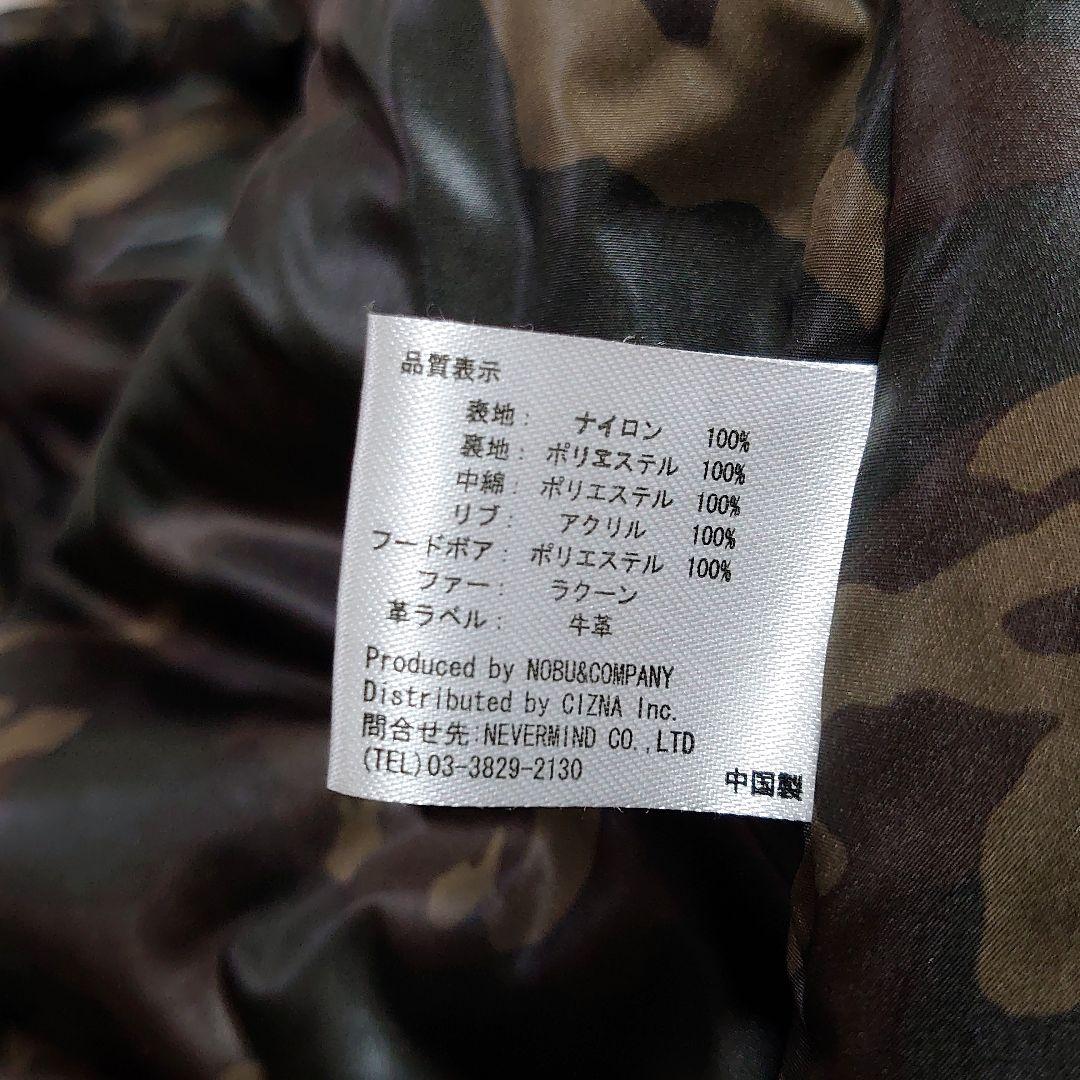 品質表示
表地: ナイロン 100%
裏地: ポリエステル 100%
中綿: ポリエステル 100%
リブ: アクリル 100%
フードボア: ポリエステル 100%
ファー: ラクーン
革ラベル: 牛革
Produced by NOBU&COMPANY
Distributed by CIZNA Inc.
問合せ先:NEVERMIND CO.,LTD
(TEL)03-3829-2130
中国製